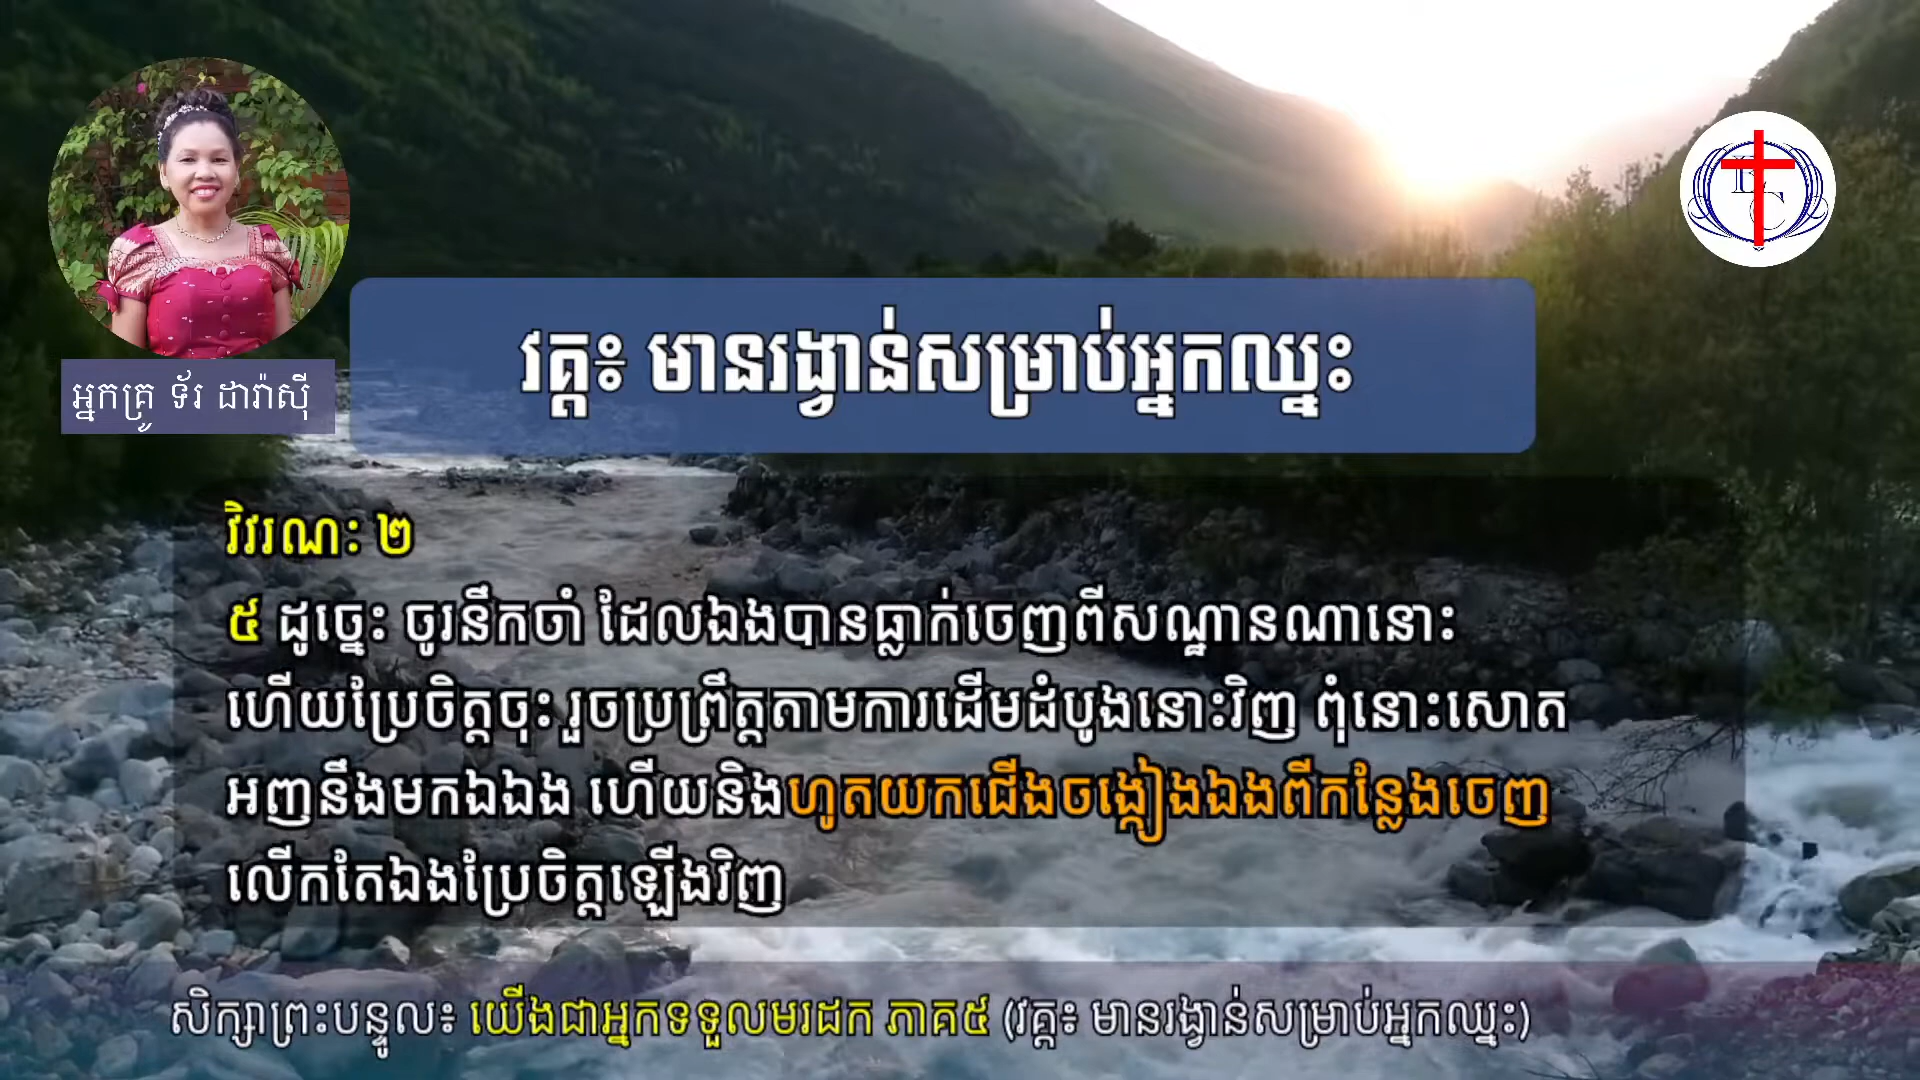 វគ្គ៖ មានរង្វាន់សម្រាប់អ្នកឈ្នះ
អ្នកគ្រូ ទ័រ ដារ៉ាស៊ី
វិវរណៈ ២
៥ ដូច្នេះ ចូរនឹកចាំ ដែលឯងបានធ្លាក់ចេញពីសណ្ឋានណានោះ
ហើយប្រែចិត្តចុះ រួចប្រព្រឹត្តតាមការដើមដំបូងនោះវិញ ពុំនោះសោត
អញនឹងមកឯឯង ហើយនិងហូតយកជើងចង្កៀងឯងពីកន្លែងចេញ
លើកតែឯងប្រែចិត្តឡើងវិញ
សិក្សាព្រះបន្ទូល៖ យើងជាអ្នកទទួលមរដក ភាគ៥ (វគ្គ៖ មានរង្វាន់សម្រាប់អ្នកឈ្នះ)